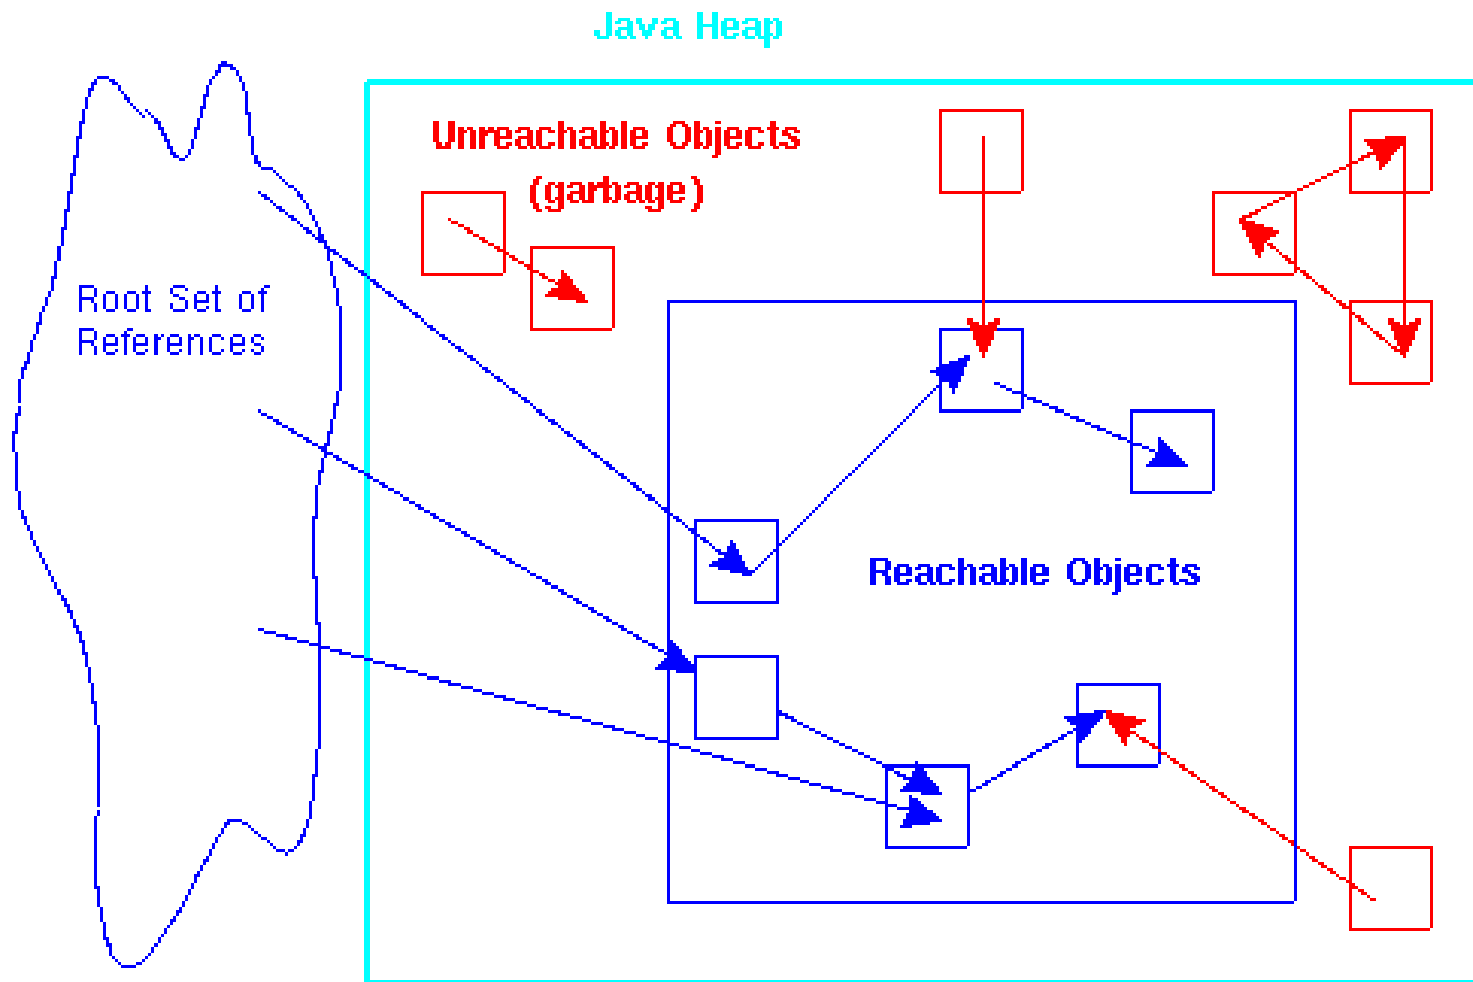 Java Heap
Unreachable Objects
(garbage)
Root Set of
References
Reachable Objects